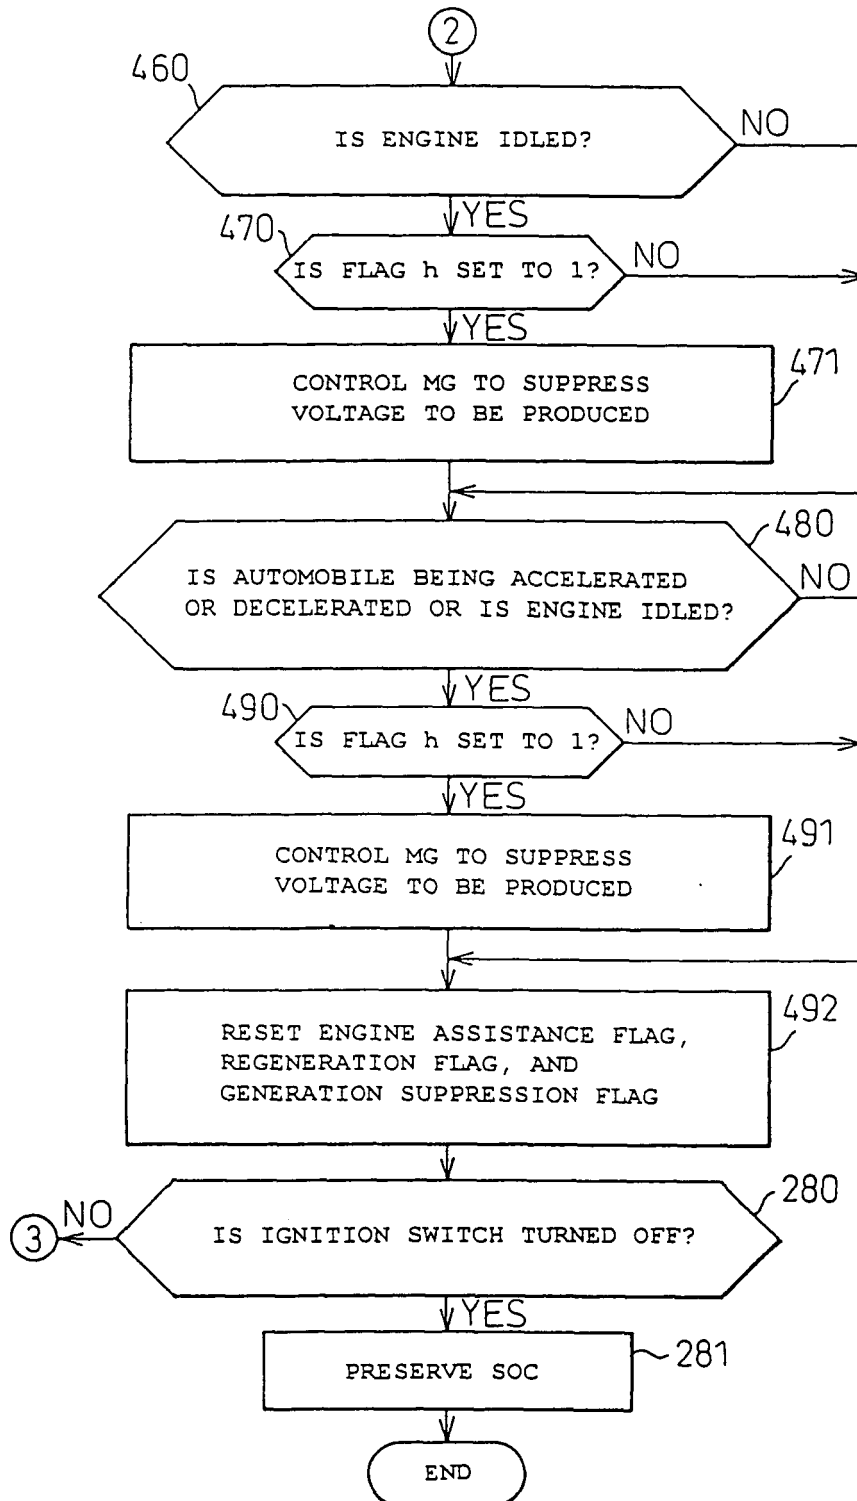 2
460
IS ENGINE IDLED?
NO
YES
470
IS FLAG h SET TO 1?
NO
YES
471
CONTROL MG TO SUPPRESS
VOLTAGE TO BE PRODUCED
480
IS AUTOMOBILE BEING ACCELERATED
OR DECELERATED OR IS ENGINE IDLED?
NO
YES
490
IS FLAG h SET TO 1?
NO
YES
491
CONTROL MG TO SUPPRESS
VOLTAGE TO BE PRODUCED
492
RESET ENGINE ASSISTANCE FLAG,
REGENERATION FLAG, AND
GENERATION SUPPRESSION FLAG
280
3
NO
IS IGNITION SWITCH TURNED OFF?
YES
281
PRESERVE SOC
END